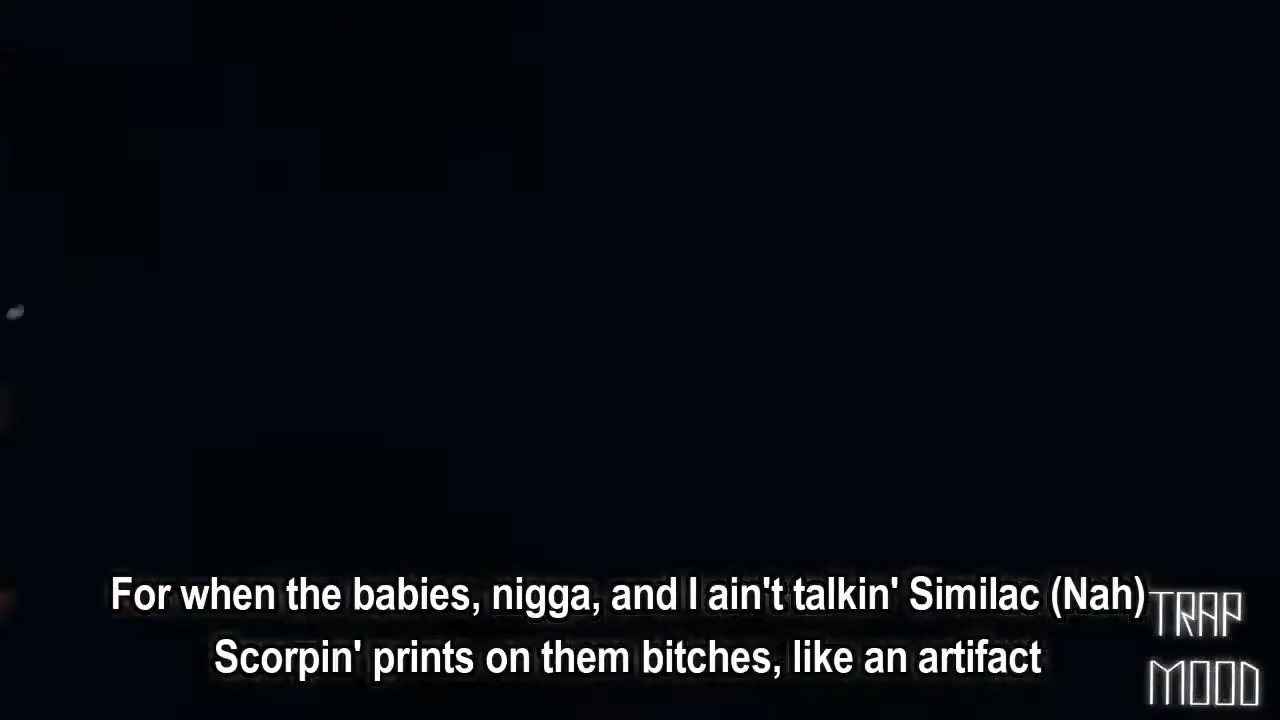 For when the babies, nigga, and I ain't talkin' Similac (Nah)
Scorpin' prints on them bitches, like an artifact
TRAP
MOOD